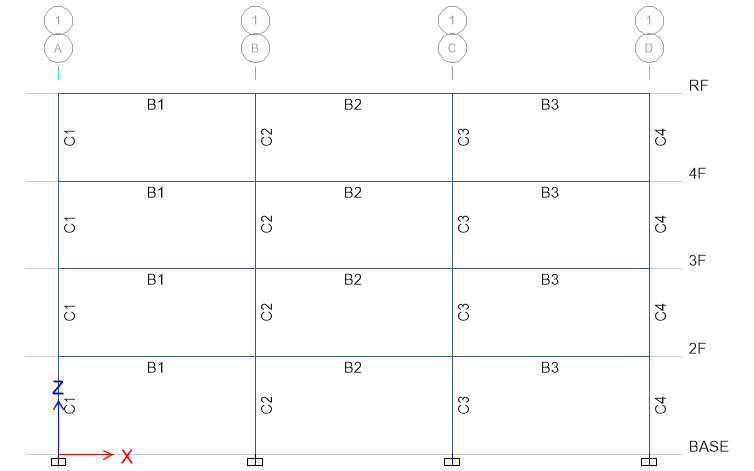 1 1 1 1
A B C D
RF
B1 B2 B3
C1 C2 C3 C4
4F
B1 B2 B3
C1 C2 C3 C4
3F
B1 B2 B3
C1 C2 C3 C4
2F
B1 B2 B3
Z
C1 C2 C3 C4
BASE
X